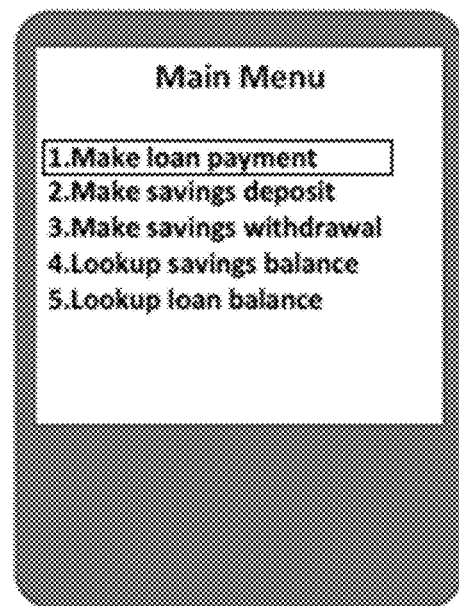 Main Menu
1.Make loan payment
2.Make savings deposit
3.Make savings withdrawal
4.Lookup savings balance
5.Lookup loan balance